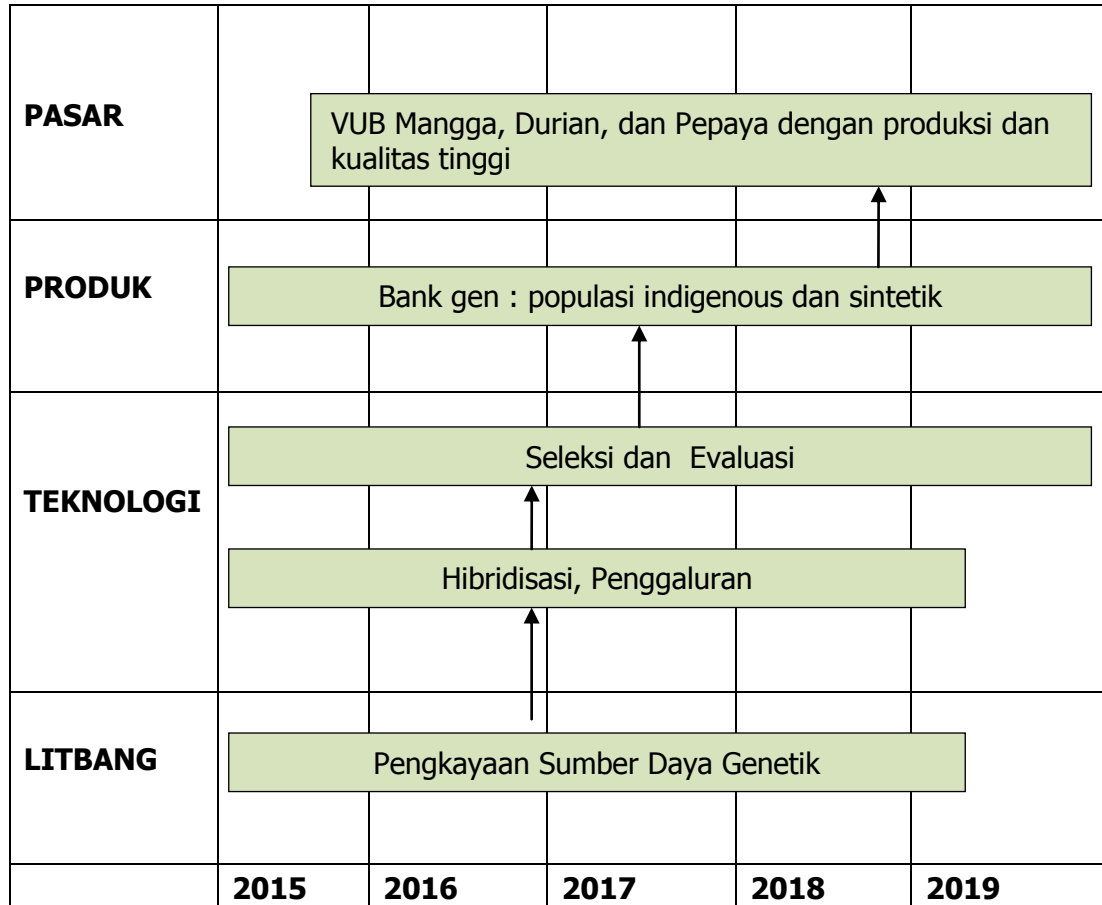 PASAR
VUB Mangga, Durian, dan Pepaya dengan produksi dan
kualitas tinggi
PRODUK
Bank gen : populasi indigenous dan sintetik
Seleksi dan Evaluasi
TEKNOLOGI
Hibridisasi, Penggaluran
LITBANG
Pengkayaan Sumber Daya Genetik
2015 2016 2017 2018 2019